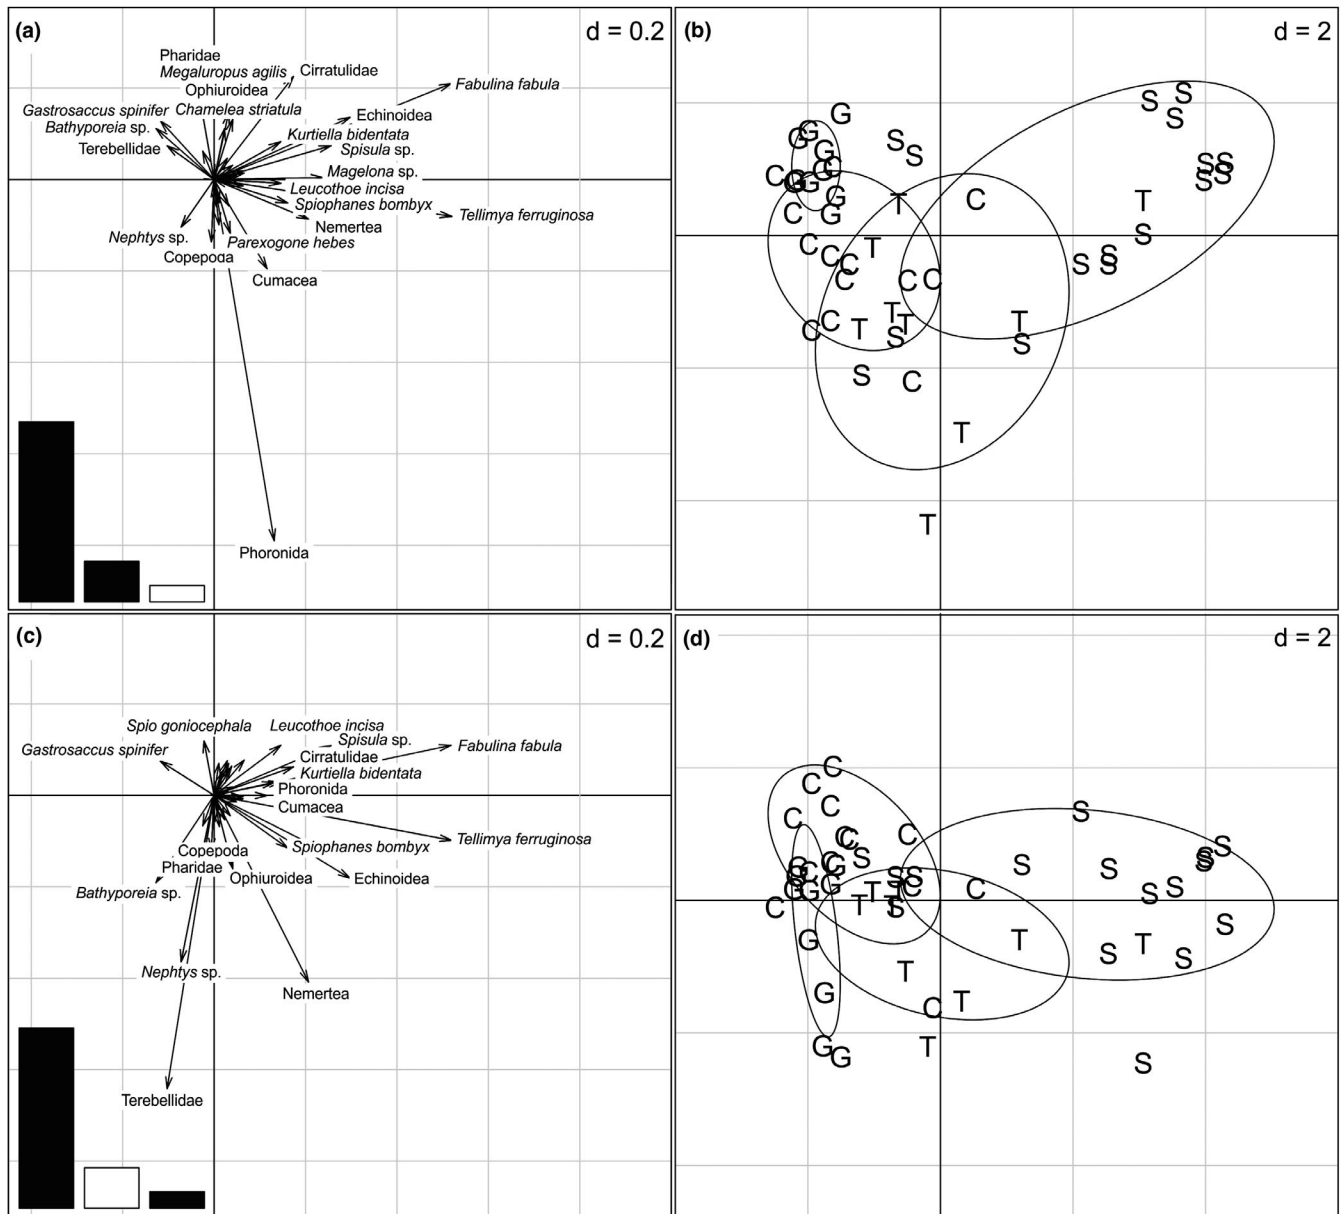 (a)
d = 0.2
Pharidae
Megaluropus agilis
Cirratulidae
Ophiuroidea
Fabulina fabula
Gastrosaccus spinifer
Chamelea striatula
Echinoidea
Bathyporeia sp.
Kurtiella bidentata
Terebellidae
Spisula sp.
Magelona sp.
Leucothoe incisa
Spiophanes bombyx
Tellimya ferruginosa
Nemertea
Nephtys sp.
Parexogone hebes
Copepoda
Cumacea
Phoronida
(b)
d = 2
S
S
G S
G
G S
G S
C S S
G
C G G S S
G C T
C G T
S
C T
C C S S
C C C S
T
C T T
C T S S
S C
T
T
(c)
d = 0.2
Spio goniocephala
Leucothoe incisa
Spisula sp.
Gastrosaccus spinifer
Fabulina fabula
Cirratulidae
Kurtiella bidentata
Phoronida
Cumacea
Tellimya ferruginosa
Copepoda
Spiophanes bombyx
Pharidae
Ophiuroidea
Echinoidea
Bathyporeia sp.
Nephtys sp.
Nemertea
Terebellidae
(d)
d = 2
C
C
C S
C C
C C S S
G C G S S S
G G T C S S
C T S
G T S
T S T S
G S
C T
G G T S